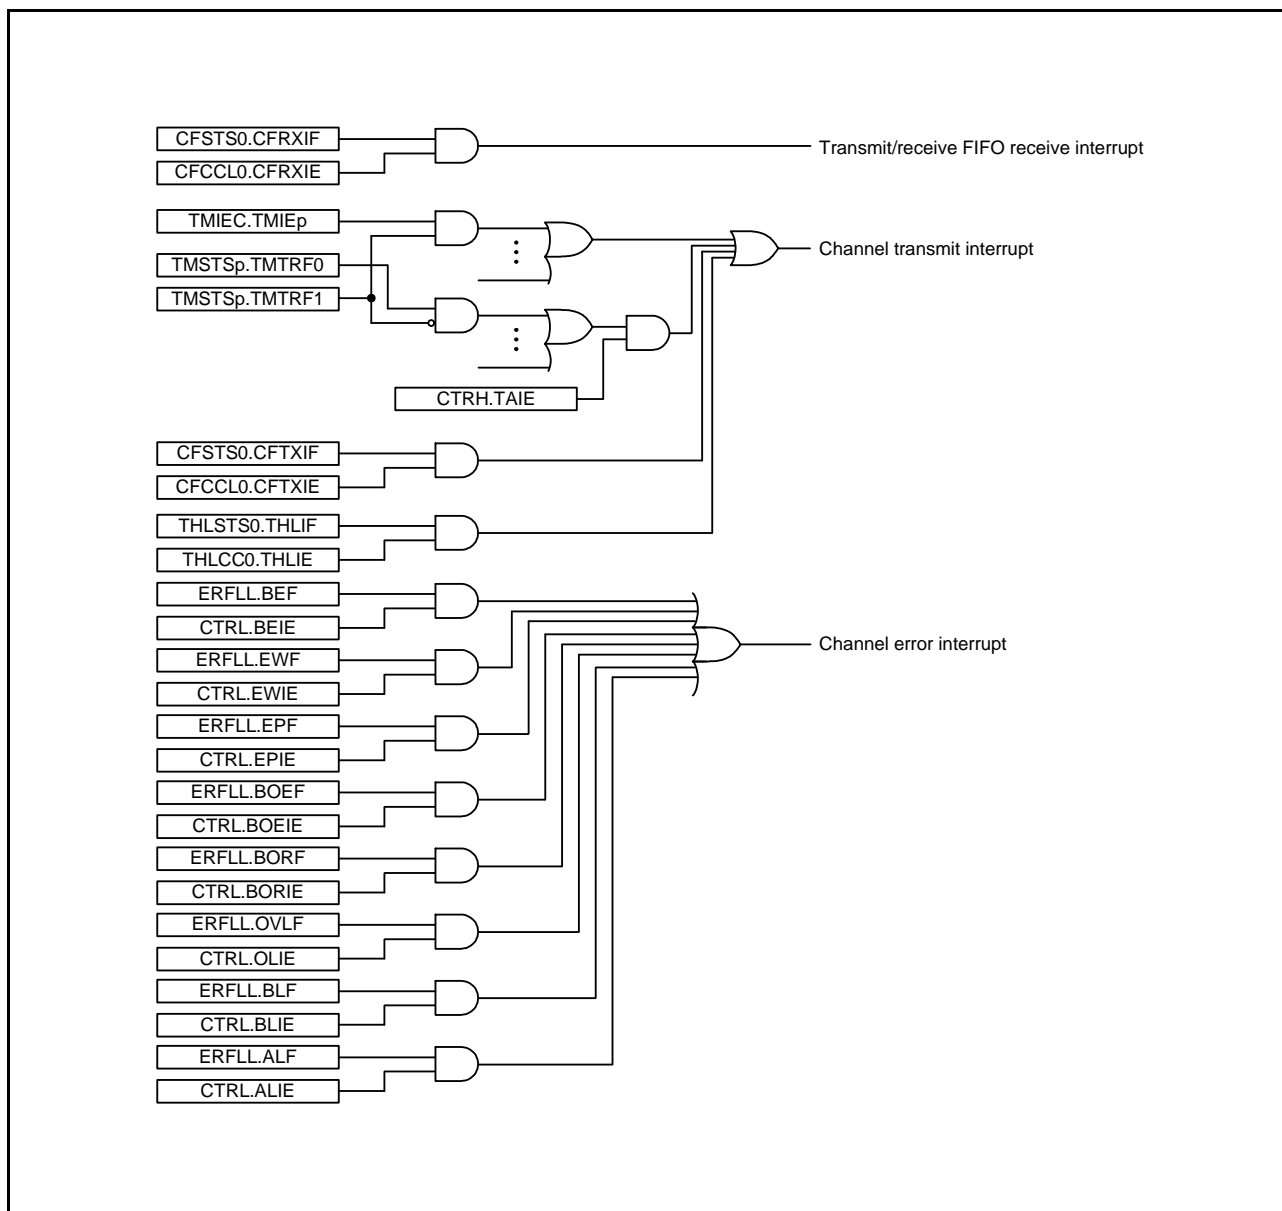 CFSTS0.CFRXIF
Transmit/receive FIFO receive interrupt
CFCCL0.CFRXIE
TMIEC.TMIEp
Channel transmit interrupt
TMSTSp.TMTRF0
TMSTSp.TMTRF1
CTRH.TAIE
CFSTS0.CFTXIF
CFCCL0.CFTXIE
THLSTS0.THLIF
THLCC0.THLIE
ERFLL.BEF
CTRL.BEIE
Channel error interrupt
ERFLL.EWF
CTRL.EWIE
ERFLL.EPF
CTRL.EPIE
ERFLL.BOEF
CTRL.BOEIE
ERFLL.BORF
CTRL.BORIE
ERFLL.OVLF
CTRL.OLIE
ERFLL.BLF
CTRL.BLIE
ERFLL.ALF
CTRL.ALIE